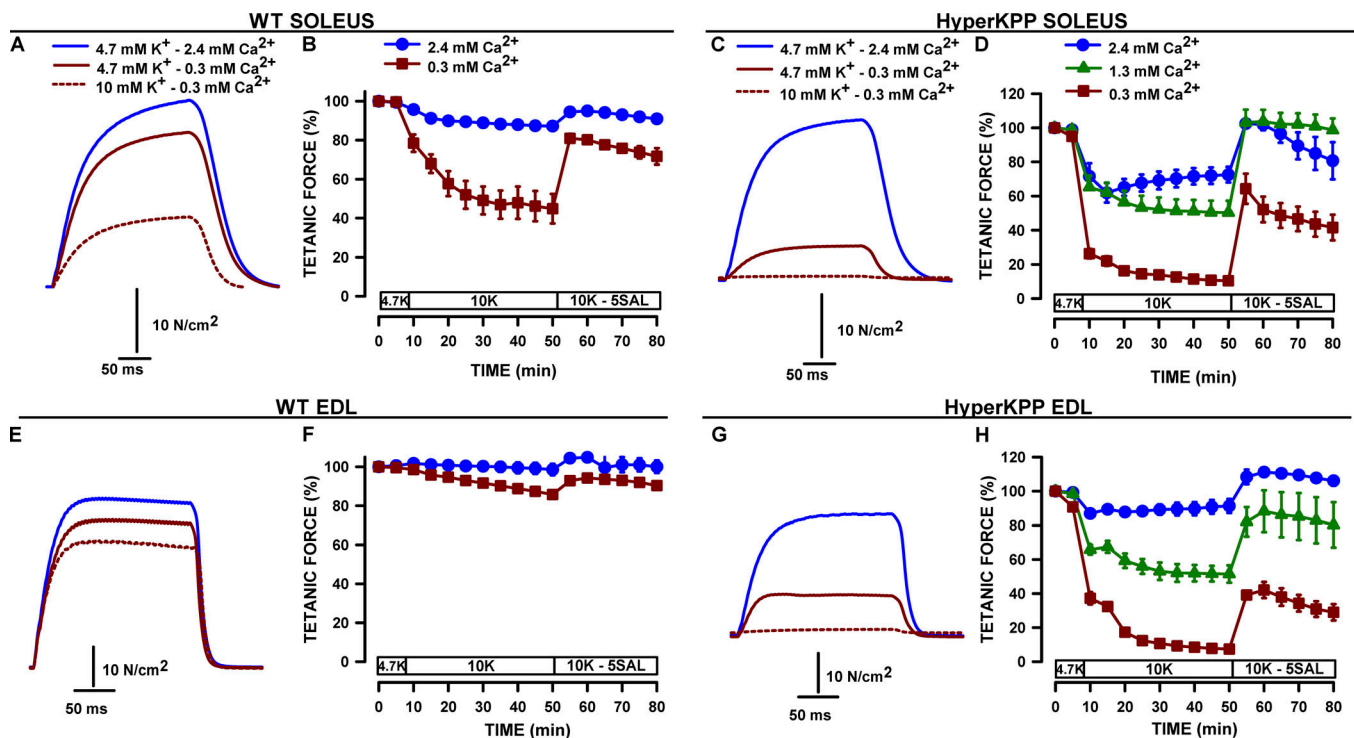 WT SOLEUS
HyperKPP SOLEUS
A
4.7 mM K+ - 2.4 mM Ca2+
4.7 mM K+ - 0.3 mM Ca2+
10 mM K+ - 0.3 mM Ca2+
10 N/cm2
50 ms
B
2.4 mM Ca2+
0.3 mM Ca2+
TETANIC FORCE (%)
100
80
60
40
20
0
4.7K 10K 10K - 5SAL
0 10 20 30 40 50 60 70 80
TIME (min)
C
4.7 mM K+ - 2.4 mM Ca2+
4.7 mM K+ - 0.3 mM Ca2+
10 mM K+ - 0.3 mM Ca2+
10 N/cm2
50 ms
D
2.4 mM Ca2+
1.3 mM Ca2+
0.3 mM Ca2+
TETANIC FORCE (%)
120
100
80
60
40
20
0
4.7K 10K 10K - 5SAL
0 10 20 30 40 50 60 70 80
TIME (min)
WT EDL
HyperKPP EDL
E
10 N/cm2
50 ms
F
TETANIC FORCE (%)
100
80
60
40
20
0
4.7K 10K 10K - 5SAL
0 10 20 30 40 50 60 70 80
TIME (min)
G
10 N/cm2
50 ms
H
TETANIC FORCE (%)
120
100
80
60
40
20
0
4.7K 10K 10K - 5SAL
0 10 20 30 40 50 60 70 80
TIME (min)